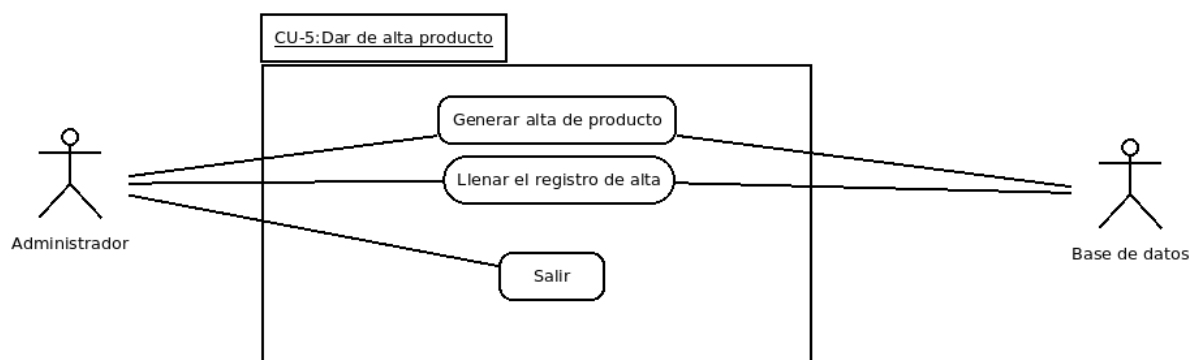 CU-5:Dar de alta producto
Generar alta de producto
Llenar el registro de alta
Administrador
Base de datos
Salir